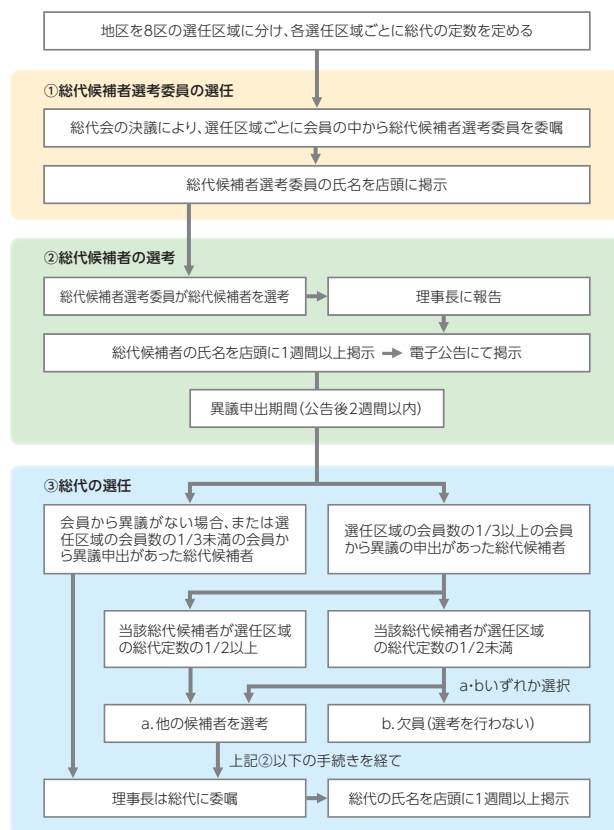 地区を8区の選任区域に分け、各選任区域ごとに総代の定数を定める
①総代候補者選考委員の選任
総代会の決議により、選任区域ごとに会員の中から総代候補者選考委員を委嘱
総代候補者選考委員の氏名を店頭に掲示
②総代候補者の選考
総代候補者選考委員が総代候補者を選考
理事長に報告
総代候補者の氏名を店頭に1週間以上掲示 → 電子公告にて掲示
異議申出期間(公告後2週間以内)
③総代の選任
会員から異議がない場合、または選
任区域の会員数の1/3未満の会員か
ら異議申出があった総代候補者
選任区域の会員数の1/3以上の会員
から異議の申出があった総代候補者
当該総代候補者が選任区域
の総代定数の1/2以上
当該総代候補者が選任区域
の総代定数の1/2未満
a・bいずれか選択
a.他の候補者を選考
b.欠員(選考を行わない)
上記②以下の手続きを経て
理事長は総代に委嘱
総代の氏名を店頭に1週間以上掲示